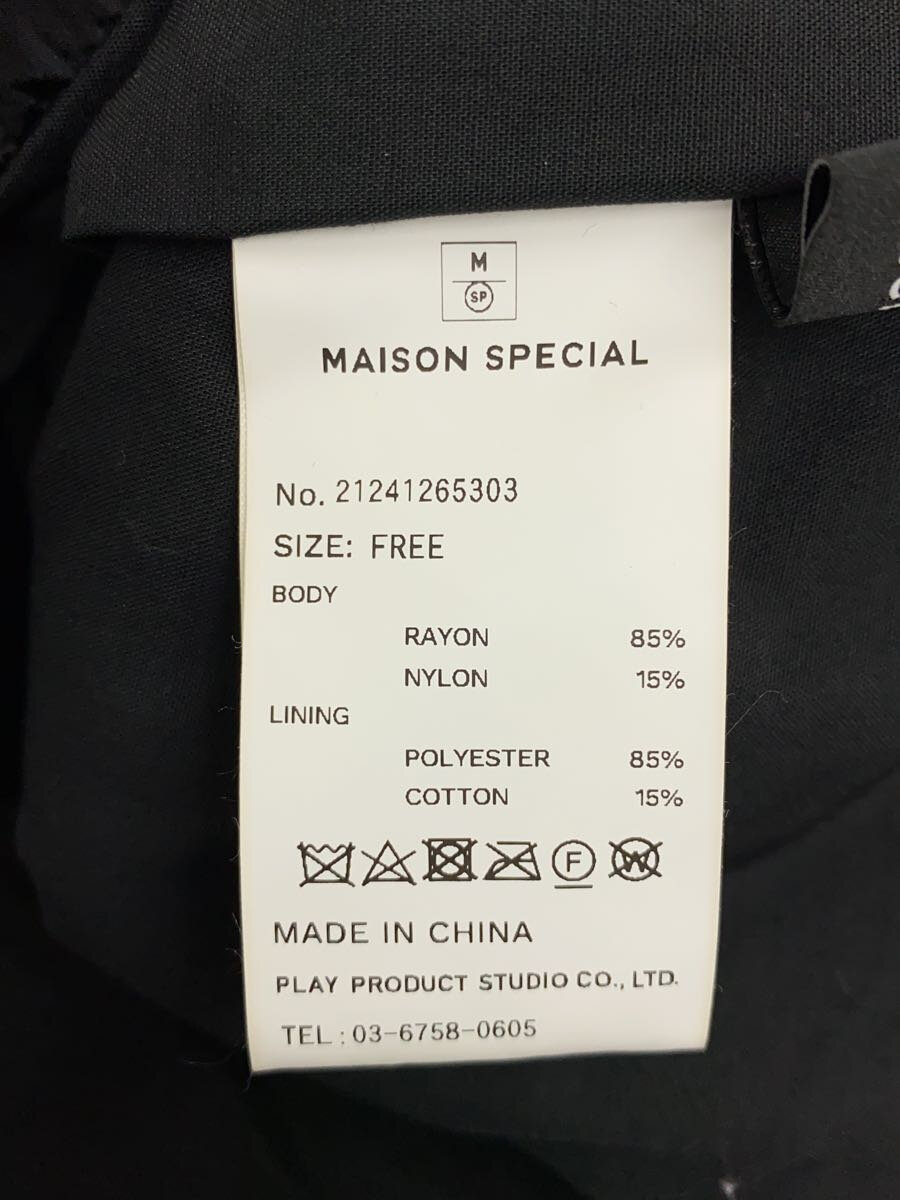 M
SP
MAISON SPECIAL
No. 21241265303
SIZE: FREE
BODY
RAYON 85%
NYLON 15%
LINING
POLYESTER 85%
COTTON 15%
F
W
MADE IN CHINA
PLAY PRODUCT STUDIO CO., LTD.
TEL : 03-6758-0605